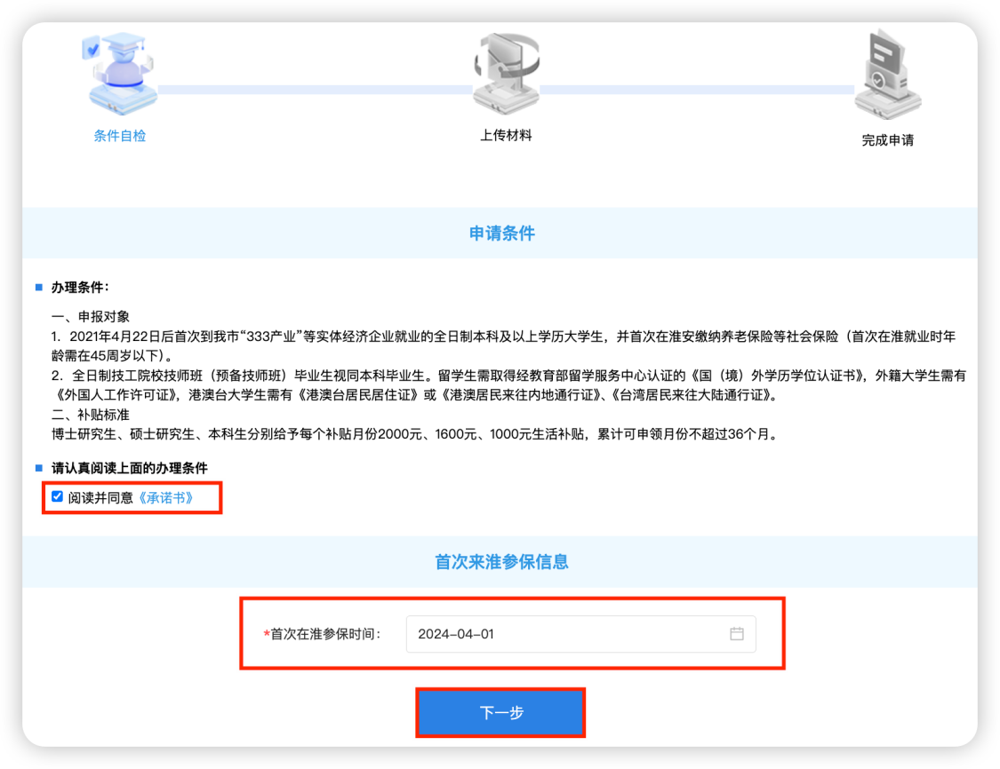 条件自检
上传材料
完成申请
申请条件
办理条件：
一、申报对象
1．2021年4月22日后首次到我市“333产业”等实体经济企业就业的全日制本科及以上学历大学生，并首次在淮安缴纳养老保险等社会保险（首次在淮就业时年
龄需在45周岁以下）。
2．全日制技工院校技师班（预备技师班）毕业生视同本科毕业生。留学生需取得经教育部留学服务中心认证的《国（境）外学历学位认证书》，外籍大学生需有
《外国人工作许可证》，港澳台大学生需有《港澳台居民居住证》或《港澳居民来往内地通行证》、《台湾居民来往大陆通行证》。
二、补贴标准
博士研究生、硕士研究生、本科生分别给予每个补贴月份2000元、1600元、1000元生活补贴，累计可申领月份不超过36个月。
请认真阅读上面的办理条件
阅读并同意《承诺书》
首次来淮参保信息
*首次在淮参保时间： 2024-04-01
下一步